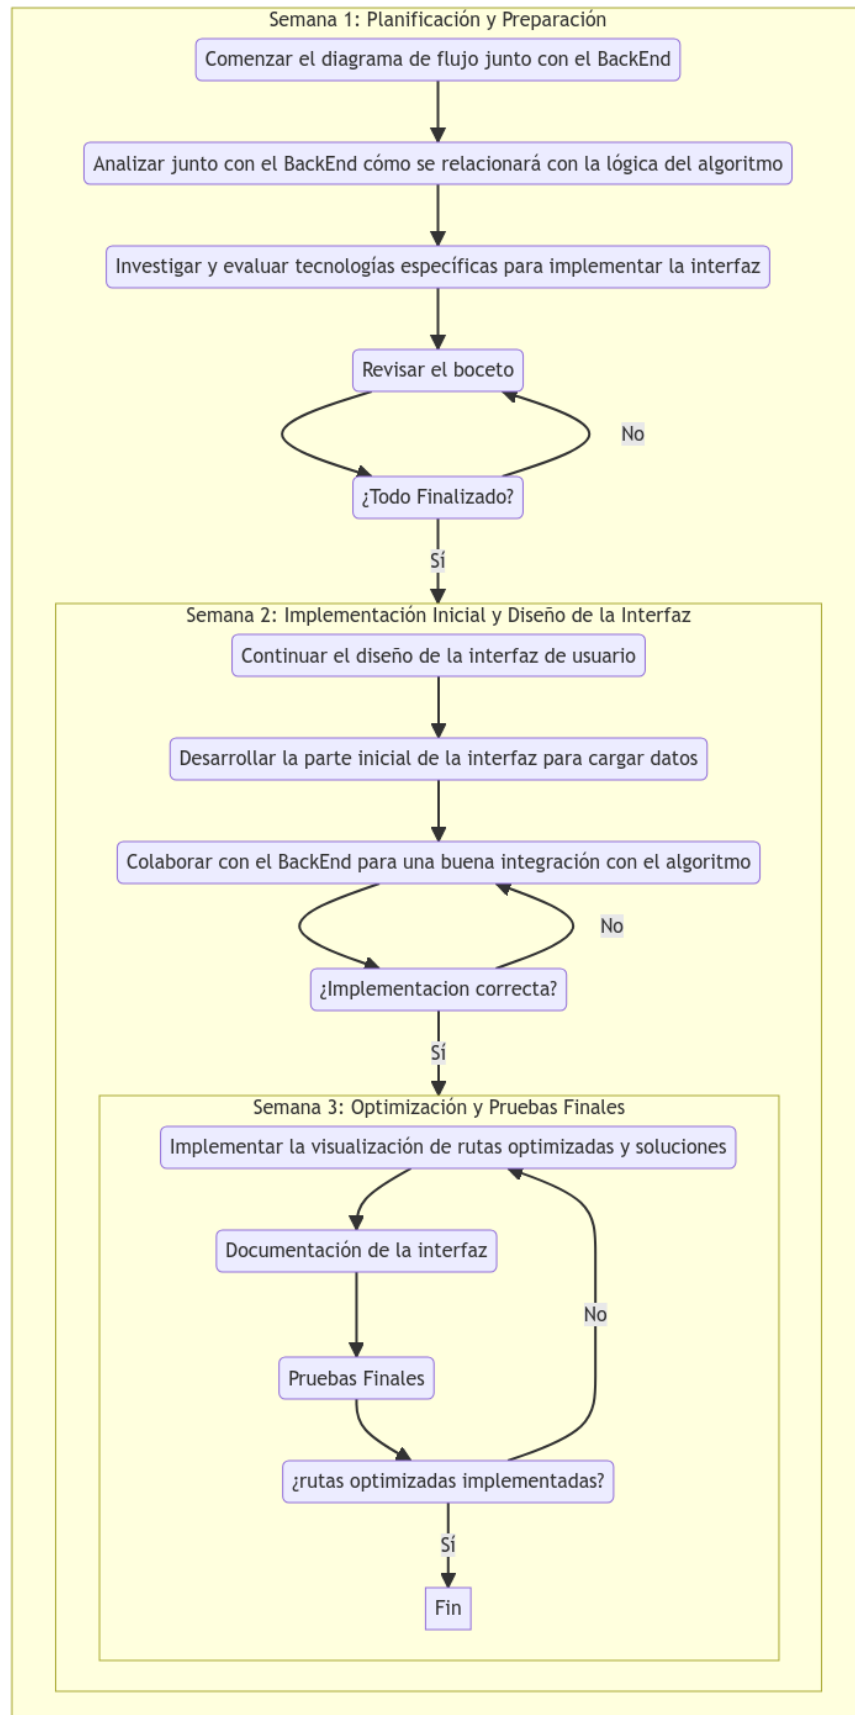 Semana 1: Planificación y Preparación
Comenzar el diagrama de flujo junto con el BackEnd
Analizar junto con el BackEnd cómo se relacionará con la lógica del algoritmo
Investigar y evaluar tecnologías específicas para implementar la interfaz
Revisar el boceto
No
¿Todo Finalizado?
Sí
Semana 2: Implementación Inicial y Diseño de la Interfaz
Continuar el diseño de la interfaz de usuario
Desarrollar la parte inicial de la interfaz para cargar datos
Colaborar con el BackEnd para una buena integración con el algoritmo
No
¿Implementacion correcta?
Sí
Semana 3: Optimización y Pruebas Finales
Implementar la visualización de rutas optimizadas y soluciones
Documentación de la interfaz
No
Pruebas Finales
¿rutas optimizadas implementadas?
Sí
Fin